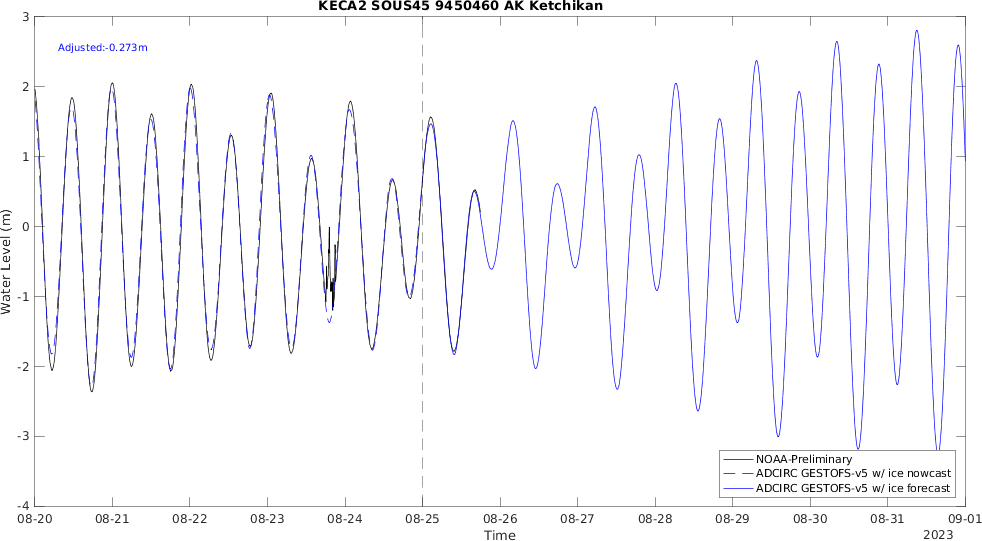 KECA2 SOUS45 9450460 AK Ketchikan
Adjusted:-0.273m
3
2
1
0
-1
-2
-3
-4
Water Level (m)
NOAA-Preliminary
ADCIRC GESTOFS-v5 w/ ice nowcast
ADCIRC GESTOFS-v5 w/ ice forecast
08-20 08-21 08-22 08-23 08-24 08-25 08-26 08-27 08-28 08-29 08-30 08-31 09-01
Time
2023